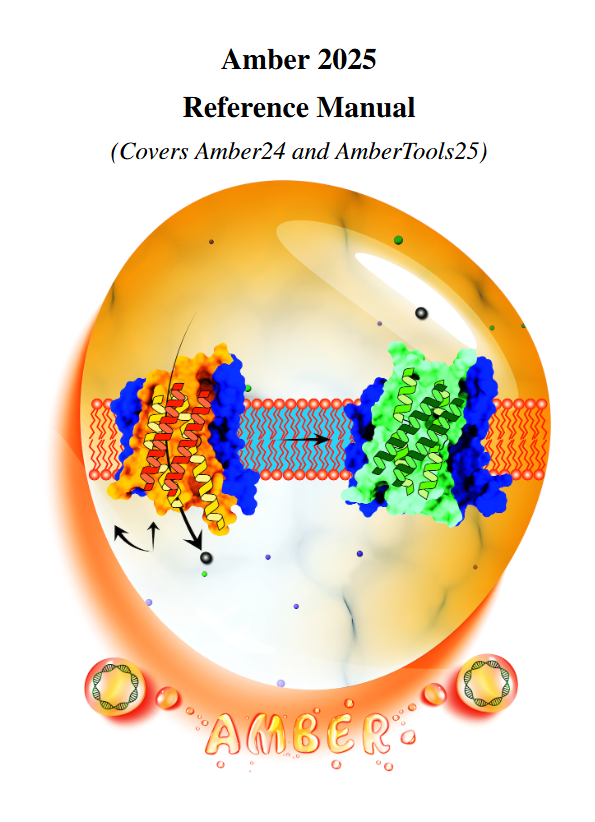 Amber 2025
Reference Manual
(Covers Amber24 and AmberTools25)
AMBER